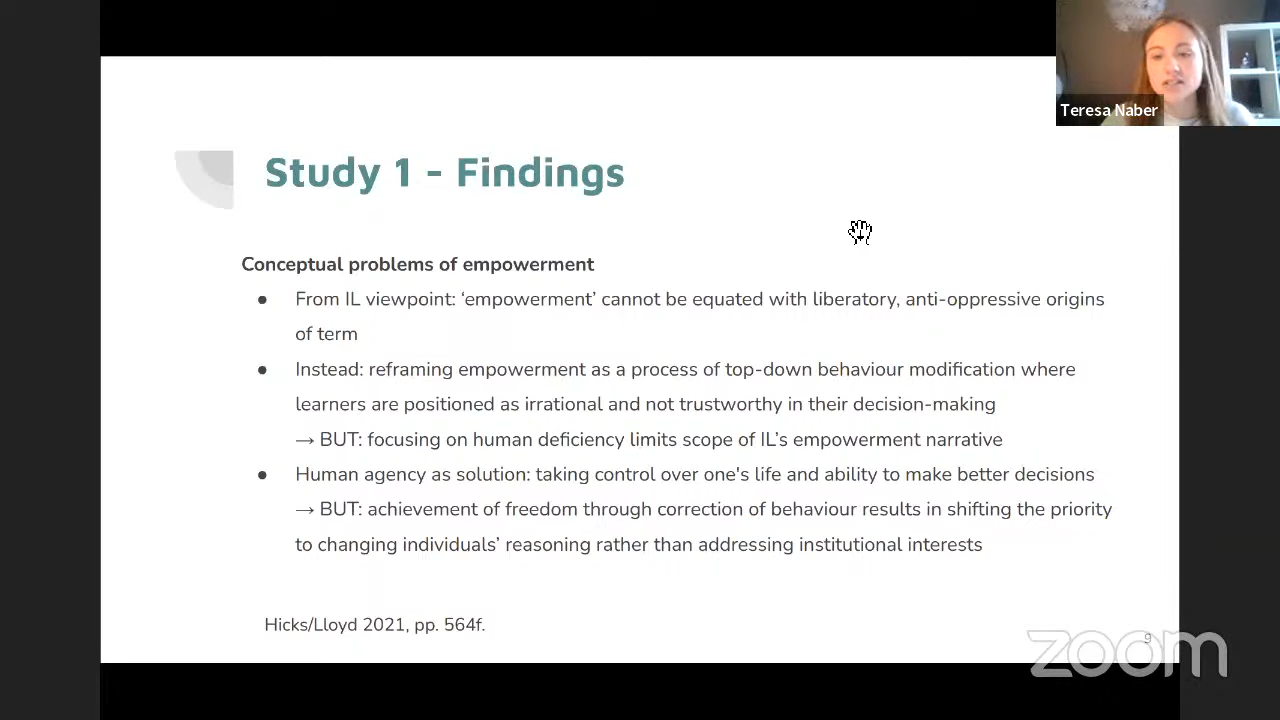 Teresa Naber
Study 1 - Findings
Conceptual problems of empowerment
● From IL viewpoint: ‘empowerment’ cannot be equated with liberatory, anti-oppressive origins
of term
● Instead: reframing empowerment as a process of top-down behaviour modification where
learners are positioned as irrational and not trustworthy in their decision-making
→ BUT: focusing on human deficiency limits scope of IL’s empowerment narrative
● Human agency as solution: taking control over one's life and ability to make better decisions
→ BUT: achievement of freedom through correction of behaviour results in shifting the priority
to changing individuals’ reasoning rather than addressing institutional interests
Hicks/Lloyd 2021, pp. 564f.
9
zoom